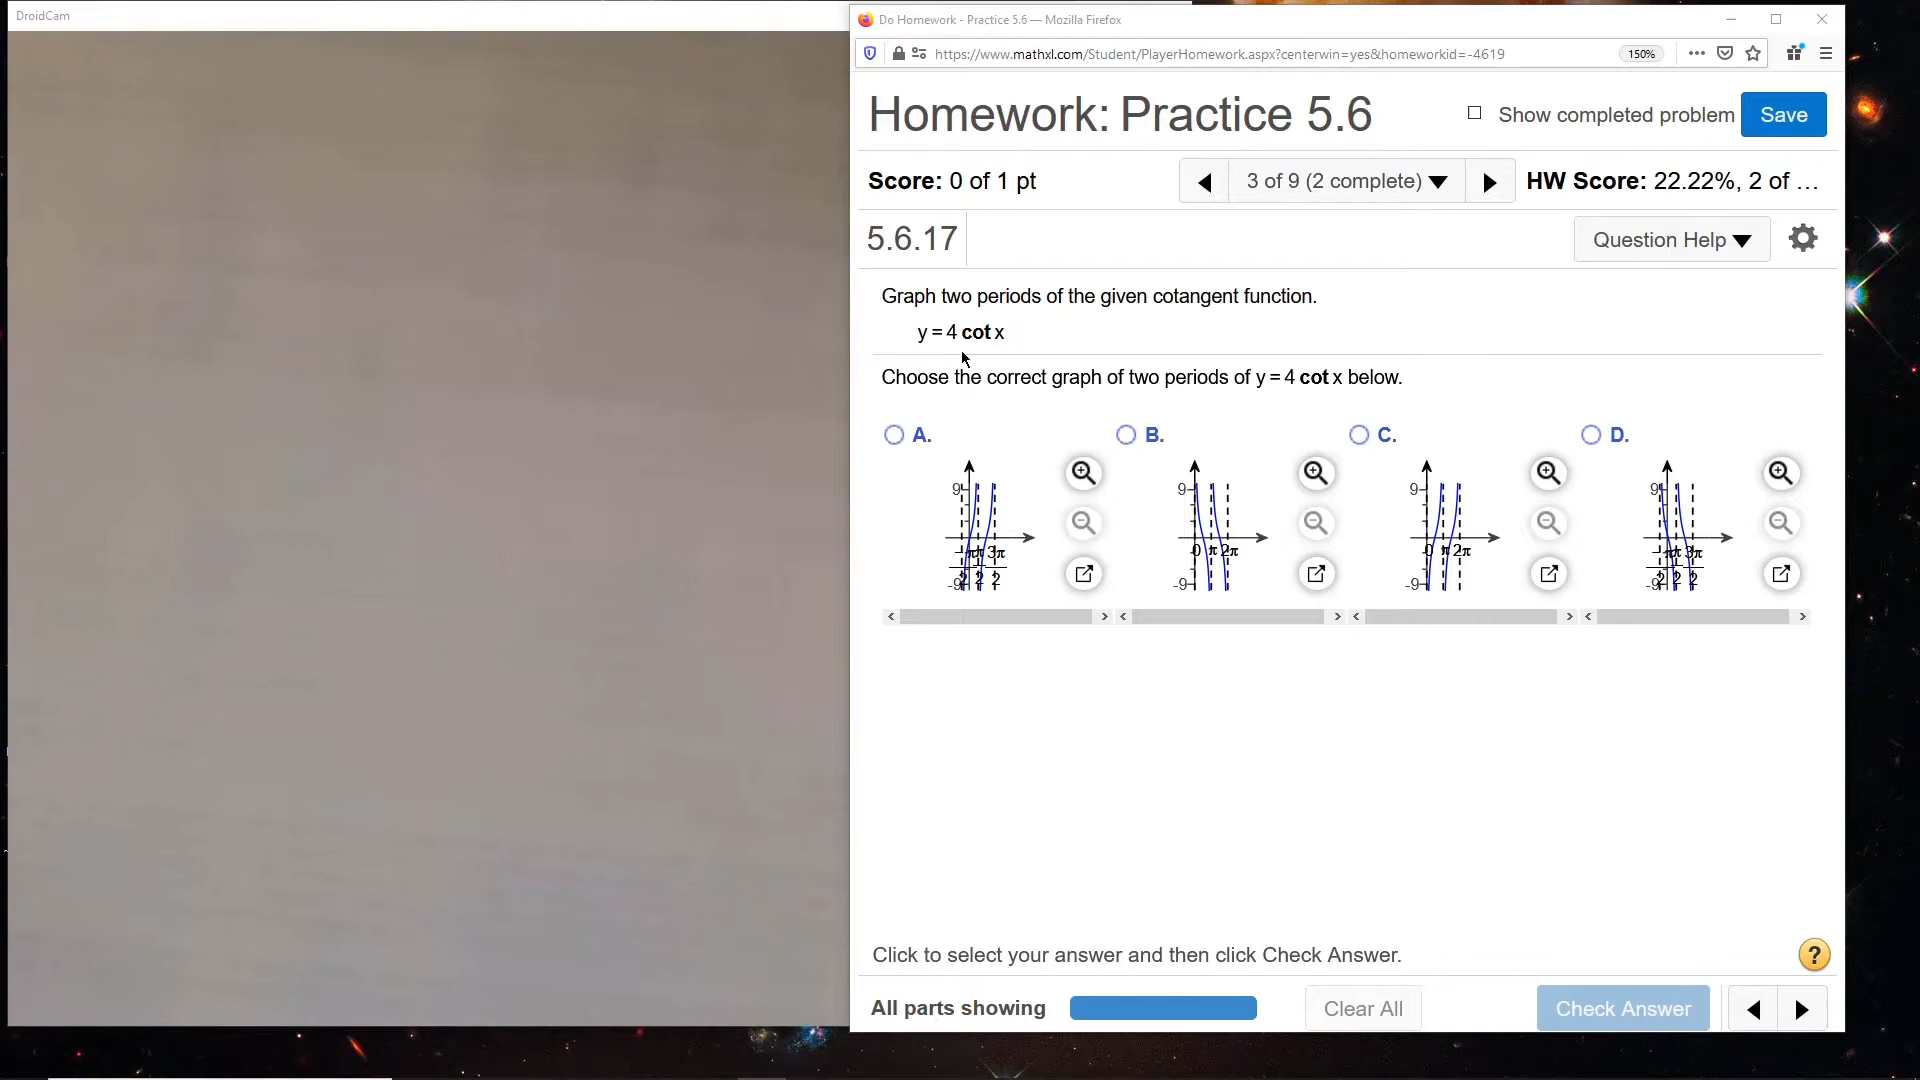 DroidCam
Do Homework - Practice 5.6 — Mozilla Firefox
https://www.mathxl.com/Student/PlayerHomework.aspx?centerwin=yes&homeworkid=-4619
150%
Homework: Practice 5.6
Show completed problem
Save
Score: 0 of 1 pt
3 of 9 (2 complete)
HW Score: 22.22%, 2 of ...
5.6.17
Question Help
Graph two periods of the given cotangent function.
y = 4 cot x
Choose the correct graph of two periods of y = 4 cot x below.
A. B. C. D.
9 9 9 9
0 π 2π 0 π 2π
-9 -9 -9 -9
Click to select your answer and then click Check Answer.
?
All parts showing
Clear All
Check Answer